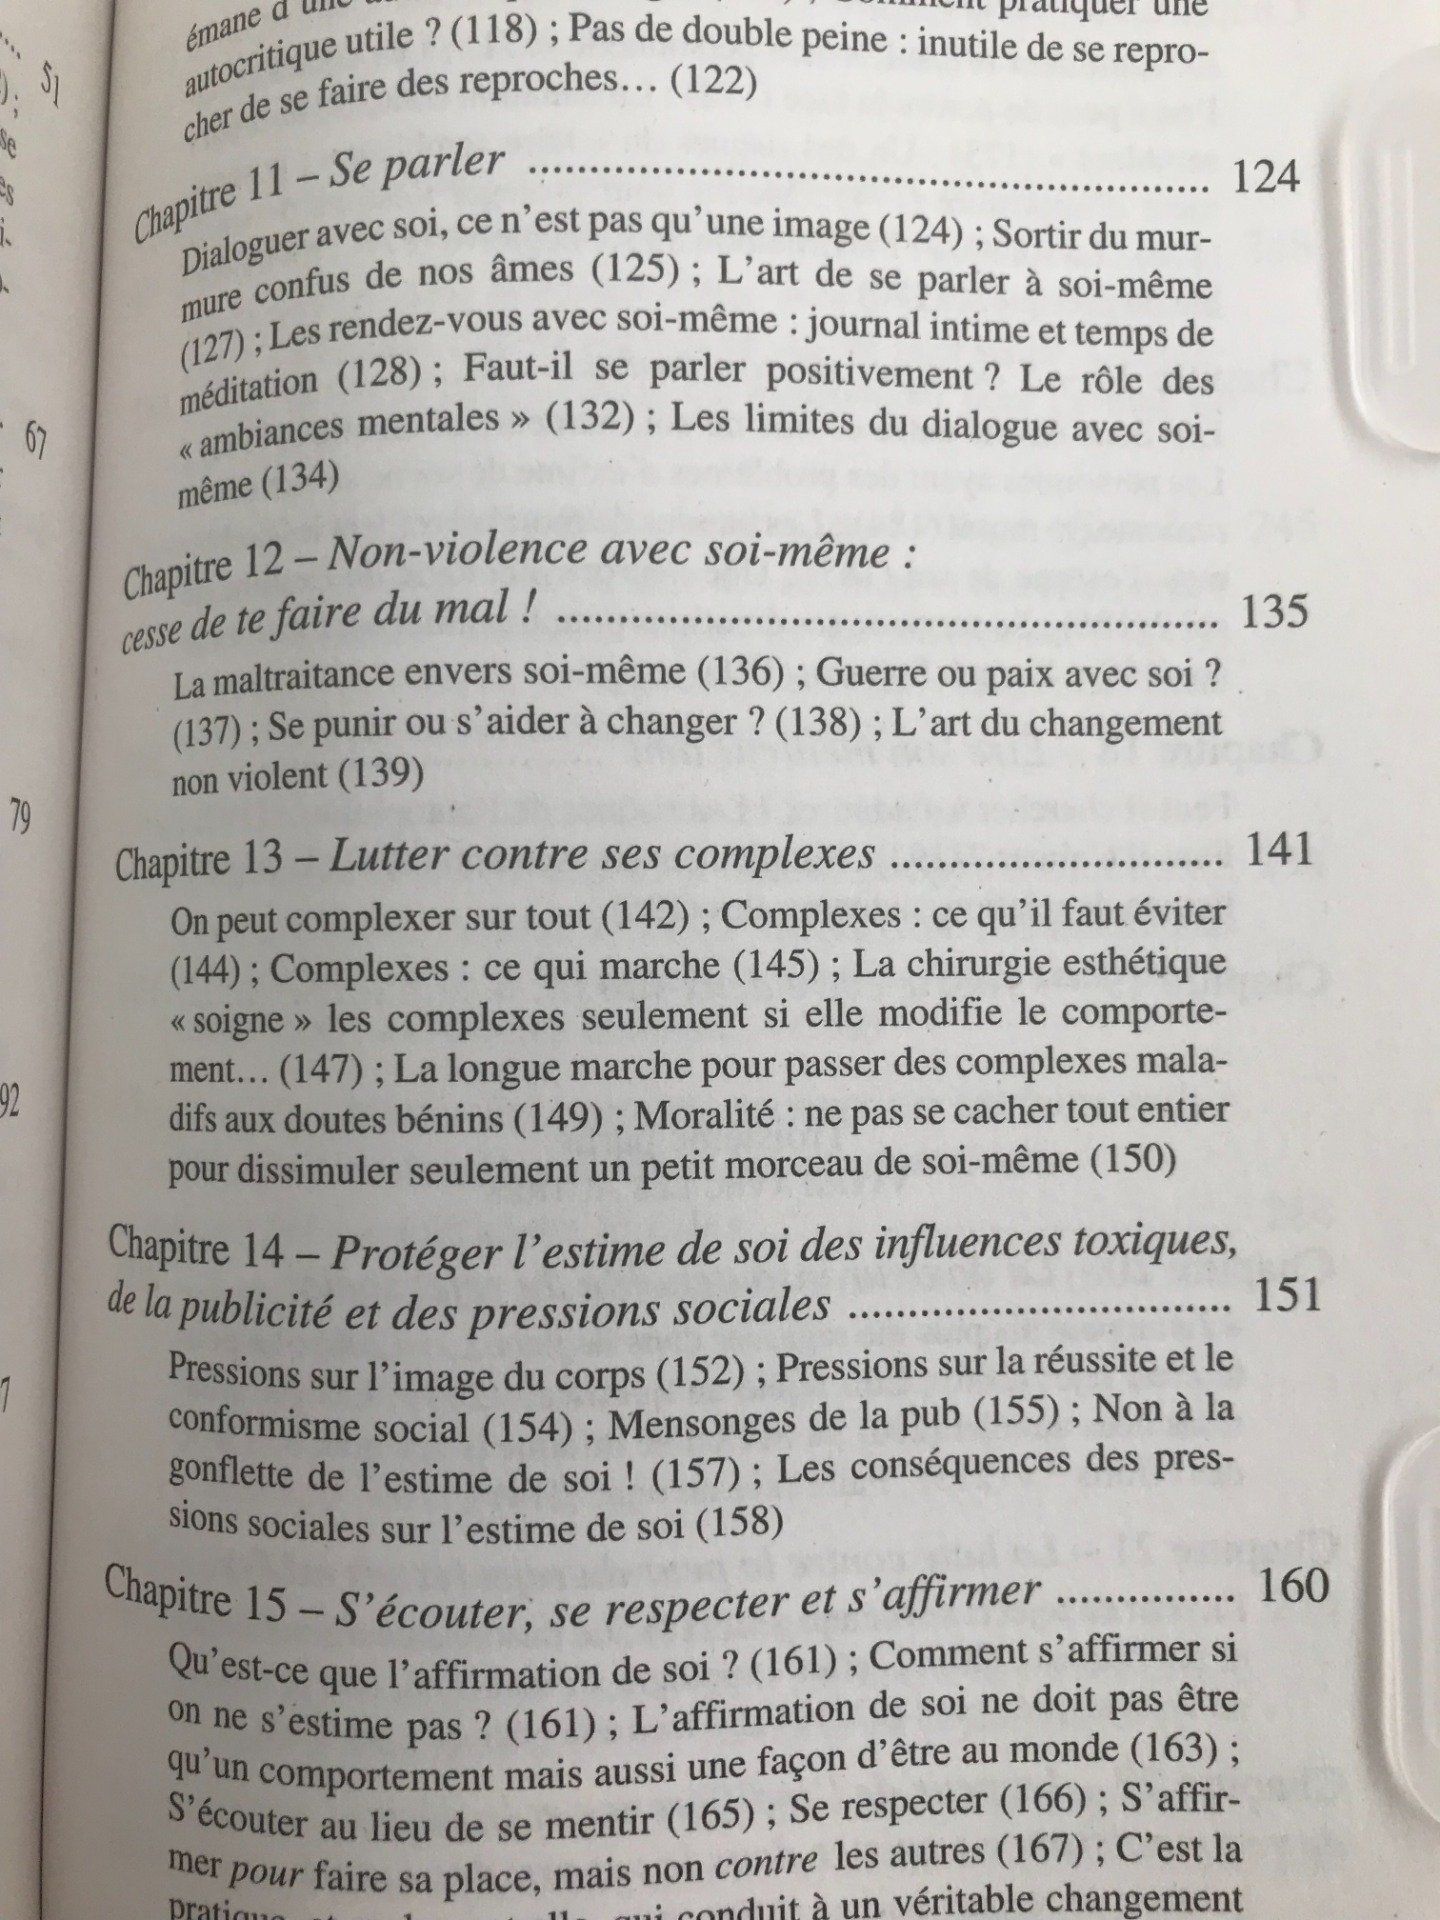 émane d'une
pratiquer une
autocritique utile ? (118) ; Pas de double peine : inutile de se repro-
cher de se faire des reproches… (122)
Chapitre 11 – Se parler ........................................................ 124
Dialoguer avec soi, ce n'est pas qu'une image (124) ; Sortir du mur-
mure confus de nos âmes (125) ; L'art de se parler à soi-même
(127) ; Les rendez-vous avec soi-même : journal intime et temps de
méditation (128) ; Faut-il se parler positivement ? Le rôle des
« ambiances mentales » (132) ; Les limites du dialogue avec soi-
même (134)
Chapitre 12 – Non-violence avec soi-même :
cesse de te faire du mal ! ...................................................... 135
La maltraitance envers soi-même (136) ; Guerre ou paix avec soi ?
(137) ; Se punir ou s'aider à changer ? (138) ; L'art du changement
non violent (139)
Chapitre 13 – Lutter contre ses complexes ............................ 141
On peut complexer sur tout (142) ; Complexes : ce qu'il faut éviter
(144) ; Complexes : ce qui marche (145) ; La chirurgie esthétique
« soigne » les complexes seulement si elle modifie le comporte-
ment… (147) ; La longue marche pour passer des complexes mala-
difs aux doutes bénins (149) ; Moralité : ne pas se cacher tout entier
pour dissimuler seulement un petit morceau de soi-même (150)
Chapitre 14 – Protéger l'estime de soi des influences toxiques,
de la publicité et des pressions sociales ................................ 151
Pressions sur l'image du corps (152) ; Pressions sur la réussite et le
conformisme social (154) ; Mensonges de la pub (155) ; Non à la
gonflette de l'estime de soi ! (157) ; Les conséquences des pres-
sions sociales sur l'estime de soi (158)
Chapitre 15 – S'écouter, se respecter et s'affirmer ............... 160
Qu'est-ce que l'affirmation de soi ? (161) ; Comment s'affirmer si
on ne s'estime pas ? (161) ; L'affirmation de soi ne doit pas être
qu'un comportement mais aussi une façon d'être au monde (163) ;
S'écouter au lieu de se mentir (165) ; Se respecter (166) ; S'affir-
mer pour faire sa place, mais non contre les autres (167) ; C'est la
qui conduit à un véritable changement
51
67
79
92